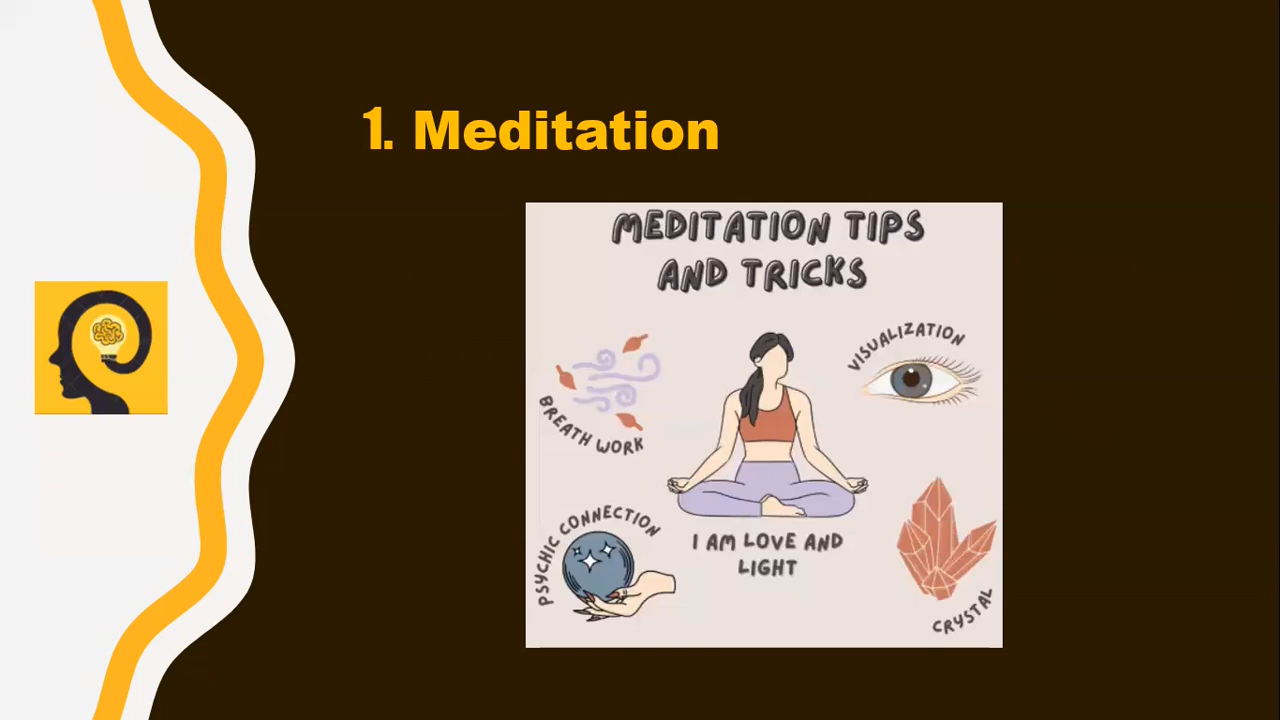 1. Meditation
MEDITATION TIPS
AND TRICKS
VISUALIZATION
BREATH WORK
PSYCHIC CONNECTION
I AM LOVE AND
LIGHT
CRYSTAL